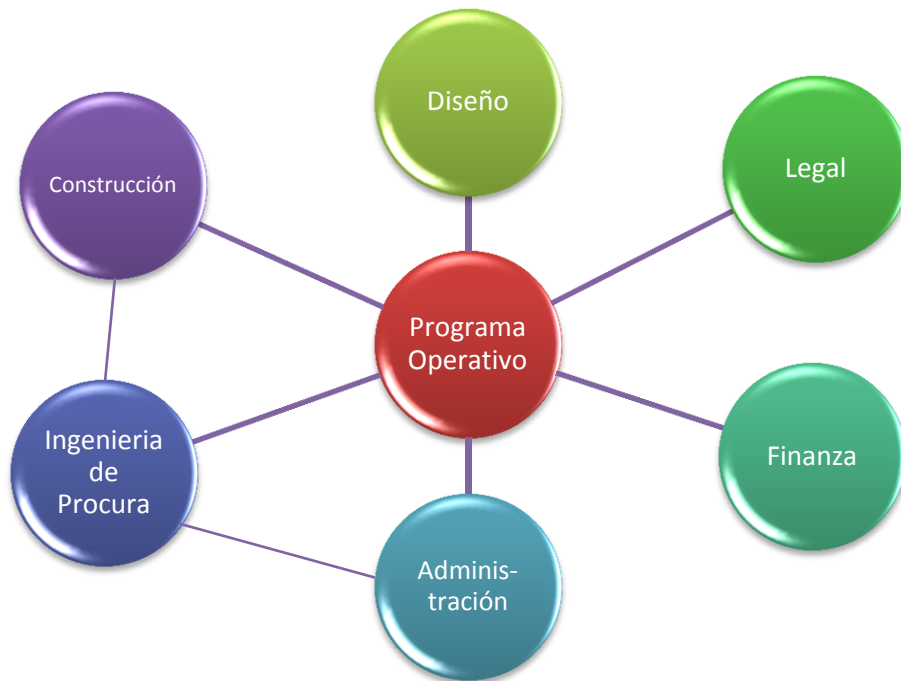 Diseño
Legal
Construcción
Programa
Operativo
Ingenieria
de
Procura
Finanza
Adminis-
tración